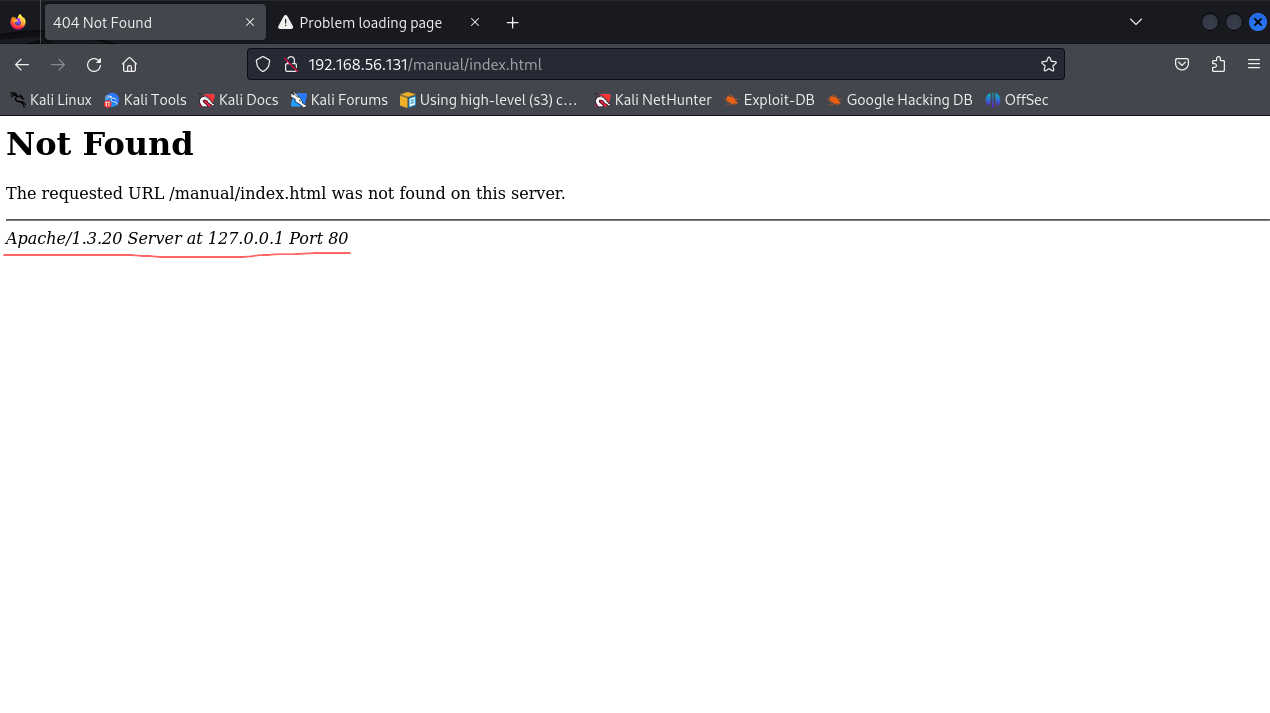 404 Not Found
Problem loading page
192.168.56.131/manual/index.html
Kali Linux
Kali Tools
Kali Docs
Kali Forums
Using high-level (s3) c…
Kali NetHunter
Exploit-DB
Google Hacking DB
OffSec
Not Found
The requested URL /manual/index.html was not found on this server.
Apache/1.3.20 Server at 127.0.0.1 Port 80